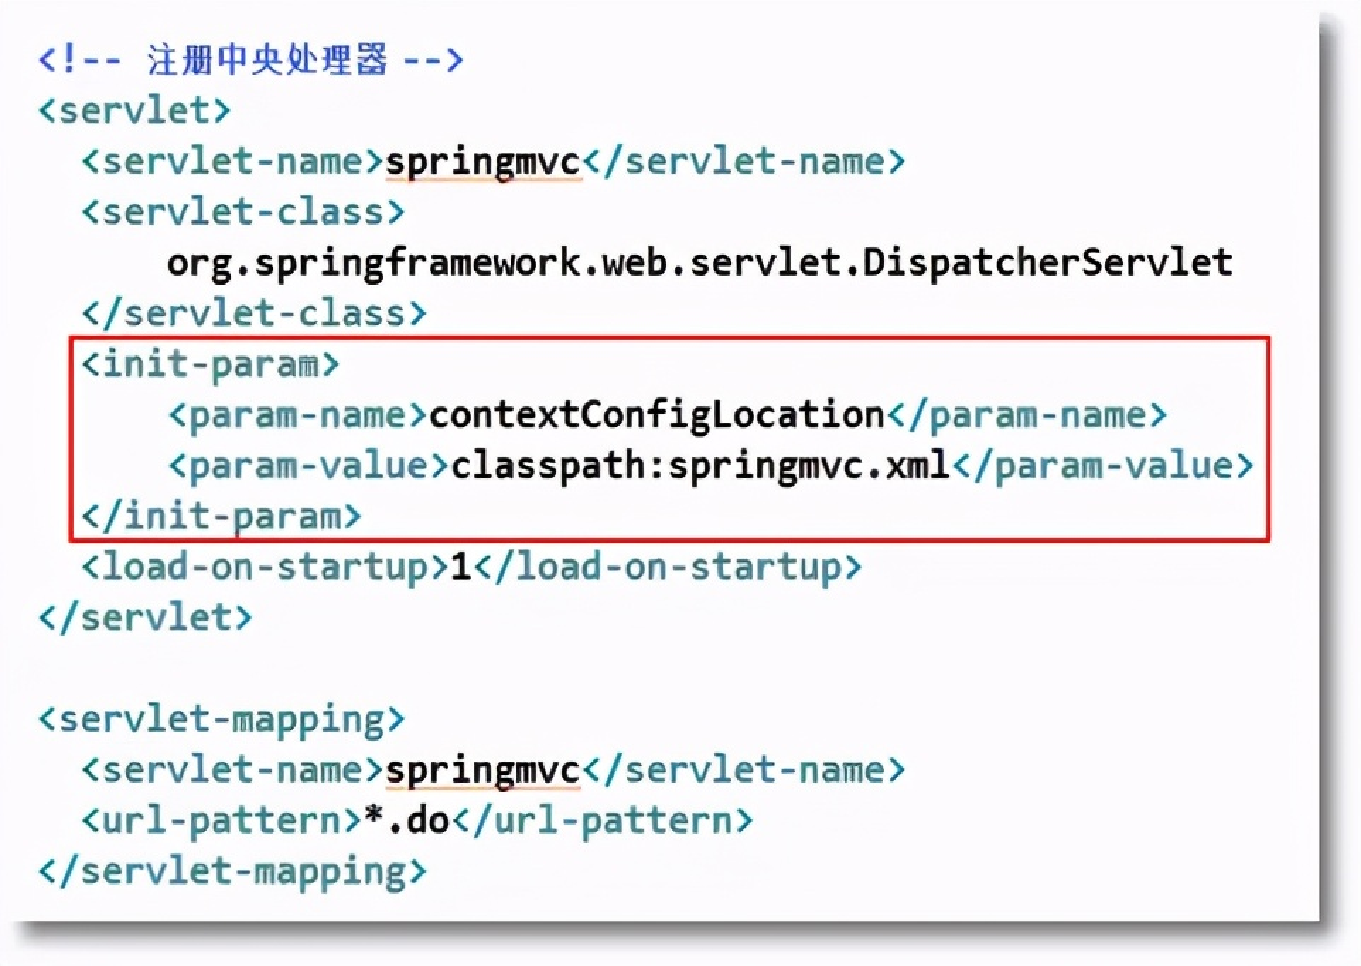 <!-- 注册中央处理器 -->
<servlet>
  <servlet-name>springmvc</servlet-name>
  <servlet-class>
      org.springframework.web.servlet.DispatcherServlet
  </servlet-class>
  <init-param>
      <param-name>contextConfigLocation</param-name>
      <param-value>classpath:springmvc.xml</param-value>
  </init-param>
  <load-on-startup>1</load-on-startup>
</servlet>

<servlet-mapping>
  <servlet-name>springmvc</servlet-name>
  <url-pattern>*.do</url-pattern>
</servlet-mapping>